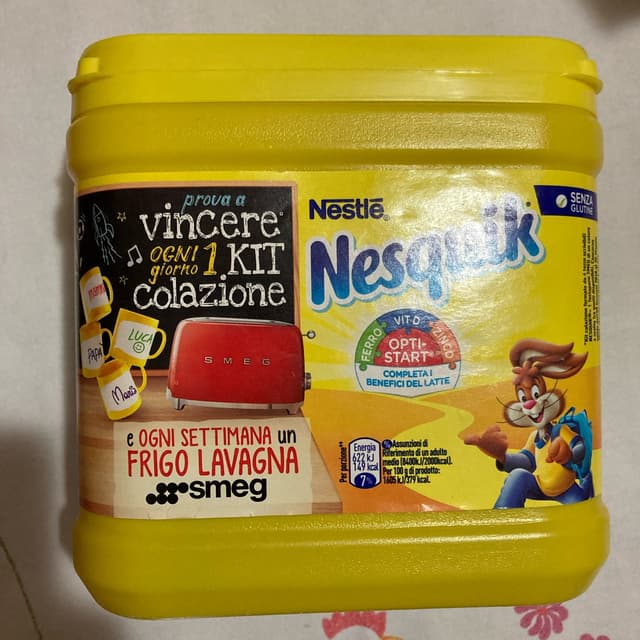 prova a
vincere*
OGNI
giorno 1 KIT
colazione
mamma
PAPÀ
LUCA
Mario
SMEG
e OGNI SETTIMANA un
FRIGO LAVAGNA
smeg
Nestlé®
Nesquik®
SENZA
GLUTINE
FERRO VIT·D ZINCO
OPTI-
START®
COMPLETA I
BENEFICI DEL LATTE
Per porzione**
Energia
622 kJ
149 kcal
7%
%Assunzioni di
Riferimento di un adulto
medio (8400kJ/2000kcal).
Per 100 g di prodotto:
1605 kJ/379 kcal.